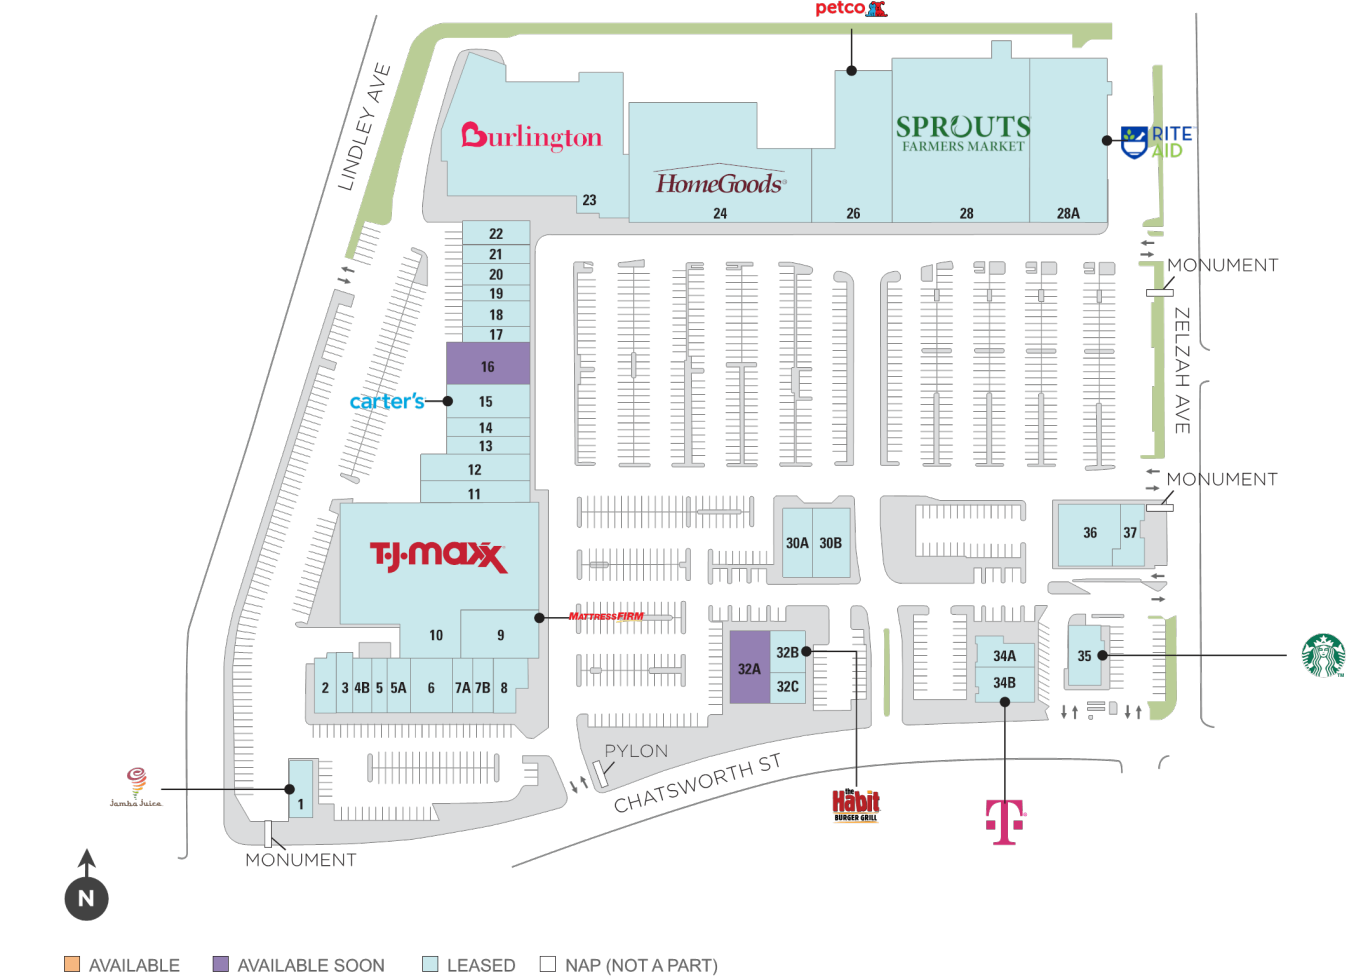 petco
LINDLEY AVE
Burlington
SPROUTS
FARMERS MARKET
RITE
AID
HomeGoods
23
24
26
28
28A
22
21
20
19
18
17
16
carter's
15
14
13
12
11
MONUMENT
ZELZAH AVE
MONUMENT
T·J·maxx
30A
30B
36
37
MATTRESSFIRM
10
9
32A
32B
32C
34A
34B
35
2
3
4B
5
5A
6
7A
7B
8
PYLON
CHATSWORTH ST
Jamba Juice
1
the
Habit
BURGER GRILL
T
MONUMENT
N
AVAILABLE
AVAILABLE SOON
LEASED
NAP (NOT A PART)